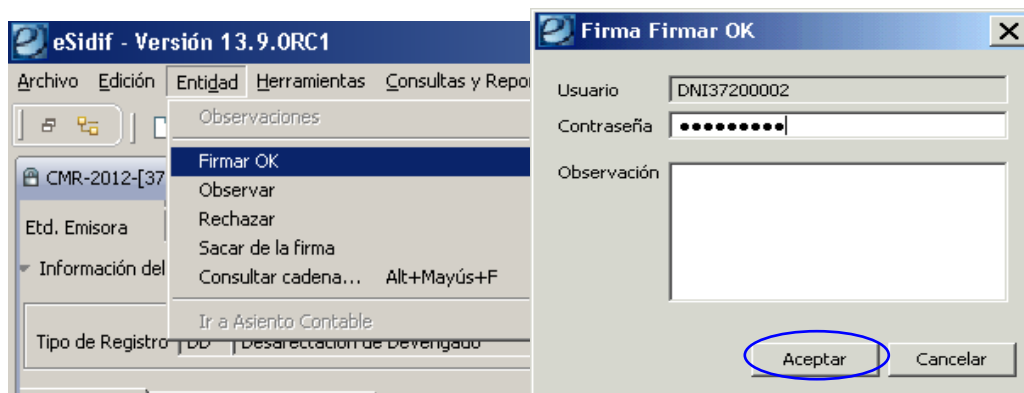 eSidif - Versión 13.9.0RC1
Archivo Edición Entidad Herramientas Consultas y Repor
Observaciones
Firmar OK
Observar
Rechazar
Sacar de la firma
Consultar cadena... Alt+Mayús+F
Ir a Asiento Contable
CMR-2012-[37
Etd. Emisora
Información del
Tipo de Registro DD Desafectación de Devengado
Firma Firmar OK
Usuario DNI37200002
Contraseña •••••••••
Observación
Aceptar Cancelar